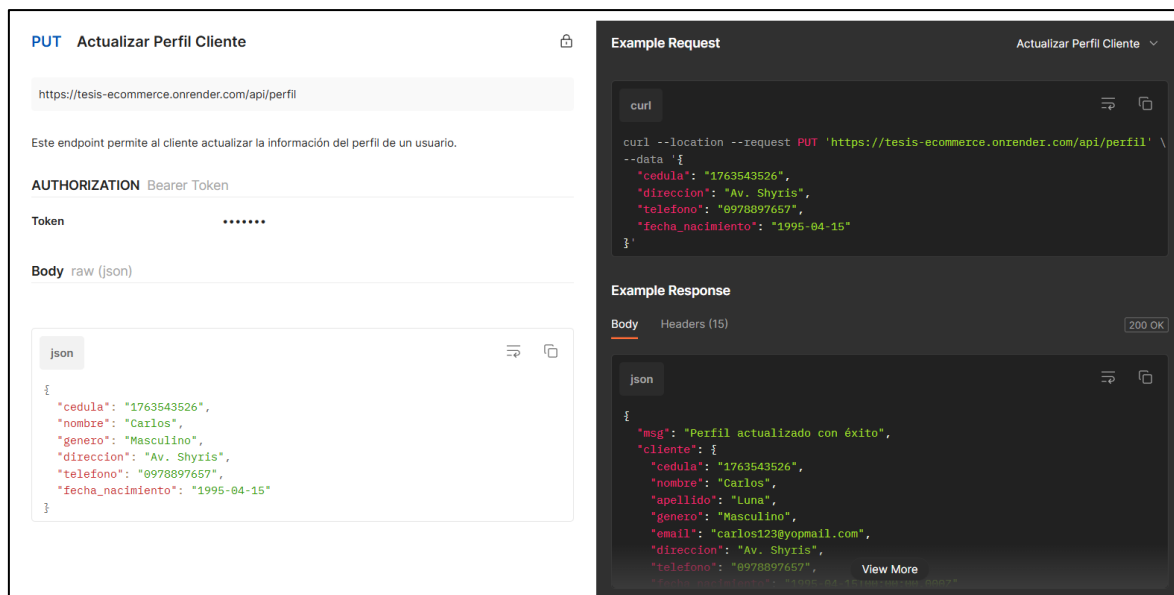 PUT Actualizar Perfil Cliente
https://tesis-ecommerce.onrender.com/api/perfil
Este endpoint permite al cliente actualizar la información del perfil de un usuario.
AUTHORIZATION Bearer Token
Token •••••••
Body raw (json)
json
{
"cedula": "1763543526",
"nombre": "Carlos",
"genero": "Masculino",
"direccion": "Av. Shyris",
"telefono": "0978897657",
"fecha_nacimiento": "1995-04-15"
}
Example Request Actualizar Perfil Cliente
curl
curl --location --request PUT 'https://tesis-ecommerce.onrender.com/api/perfil' \
--data '{
"cedula": "1763543526",
"direccion": "Av. Shyris",
"telefono": "0978897657",
"fecha_nacimiento": "1995-04-15"
}'
Example Response
Body Headers (15) 200 OK
json
{
"msg": "Perfil actualizado con éxito",
"cliente": {
"cedula": "1763543526",
"nombre": "Carlos",
"apellido": "Luna",
"genero": "Masculino",
"email": "carlos123@yopmail.com",
"direccion": "Av. Shyris",
"telefono": "0978897657",
View More